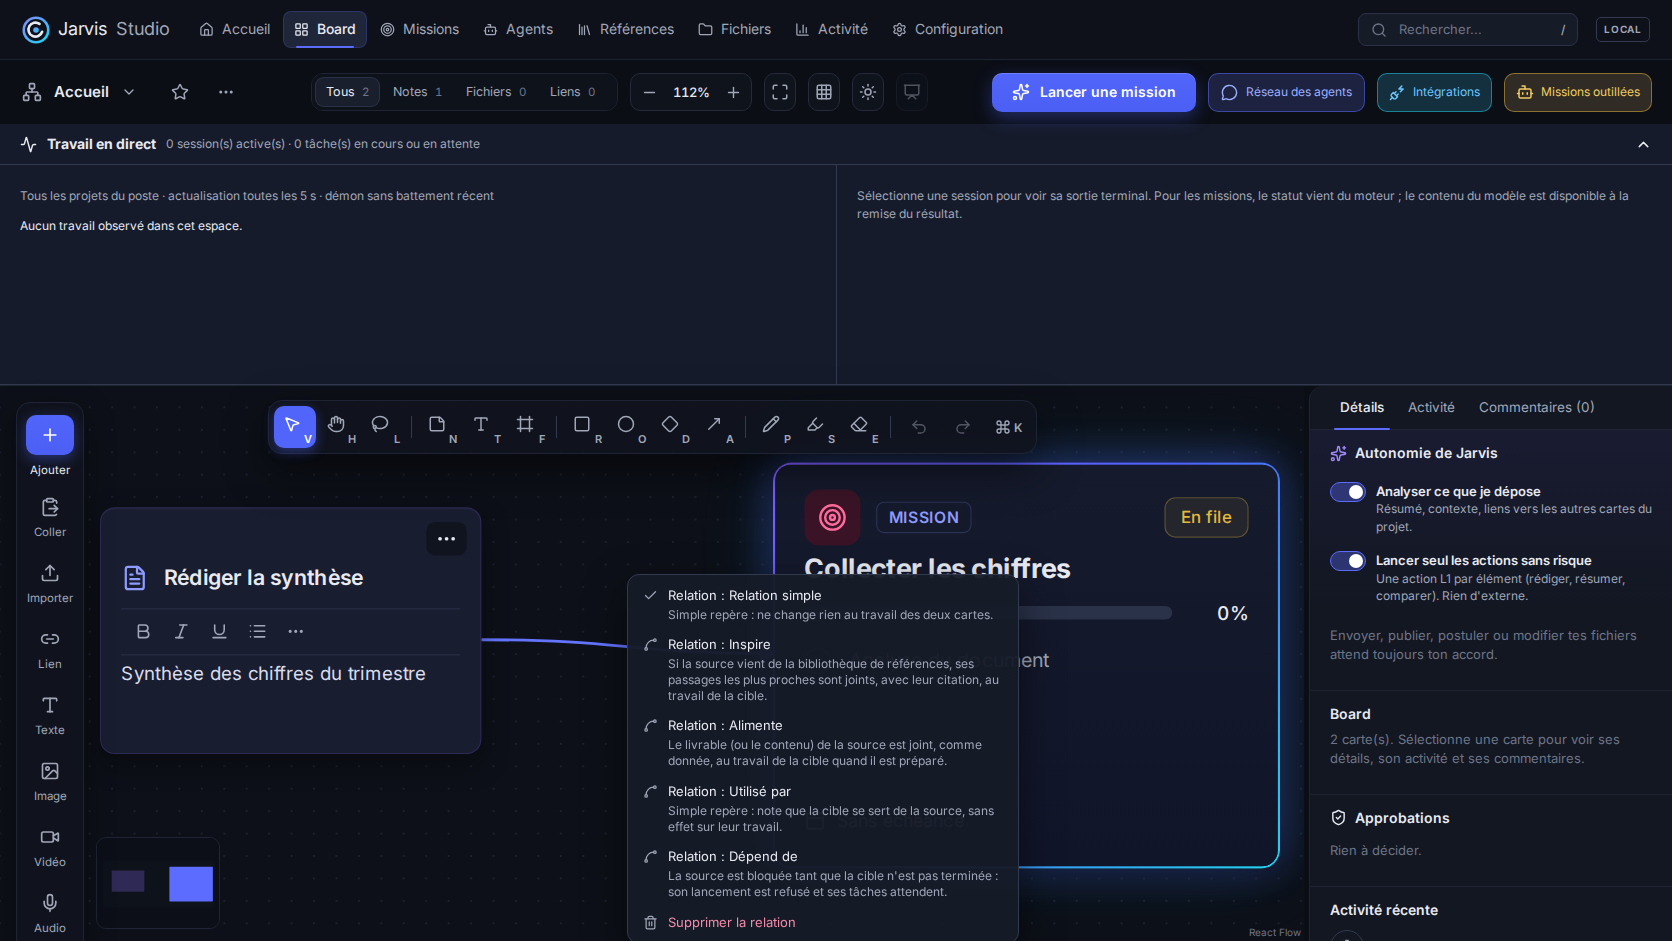 Jarvis Studio
Accueil
Board
Missions
Agents
Références
Fichiers
Activité
Configuration
Rechercher...
/
LOCAL
Accueil
Tous 2
Notes 1
Fichiers 0
Liens 0
112%
Lancer une mission
Réseau des agents
Intégrations
Missions outillées
Travail en direct 0 session(s) active(s) · 0 tâche(s) en cours ou en attente
Tous les projets du poste · actualisation toutes les 5 s · démon sans battement récent
Aucun travail observé dans cet espace.
Sélectionne une session pour voir sa sortie terminal. Pour les missions, le statut vient du moteur ; le contenu du modèle est disponible à la
remise du résultat.
Ajouter
Coller
Importer
Lien
Texte
Image
Vidéo
Audio
V
H
L
N
T
F
R
O
D
A
P
S
E
⌘ K
Rédiger la synthèse
B I U
Synthèse des chiffres du trimestre
MISSION
En file
Collecter les chiffres
0%
Relation : Relation simple
Simple repère : ne change rien au travail des deux cartes.
Relation : Inspire
Si la source vient de la bibliothèque de références, ses
passages les plus proches sont joints, avec leur citation, au
travail de la cible.
Relation : Alimente
Le livrable (ou le contenu) de la source est joint, comme
donnée, au travail de la cible quand il est préparé.
Relation : Utilisé par
Simple repère : note que la cible se sert de la source, sans
effet sur leur travail.
Relation : Dépend de
La source est bloquée tant que la cible n'est pas terminée :
son lancement est refusé et ses tâches attendent.
Supprimer la relation
React Flow
Détails
Activité
Commentaires (0)
Autonomie de Jarvis
Analyser ce que je dépose
Résumé, contexte, liens vers les autres cartes du
projet.
Lancer seul les actions sans risque
Une action L1 par élément (rédiger, résumer,
comparer). Rien d'externe.
Envoyer, publier, postuler ou modifier tes fichiers
attend toujours ton accord.
Board
2 carte(s). Sélectionne une carte pour voir ses
détails, son activité et ses commentaires.
Approbations
Rien à décider.
Activité récente